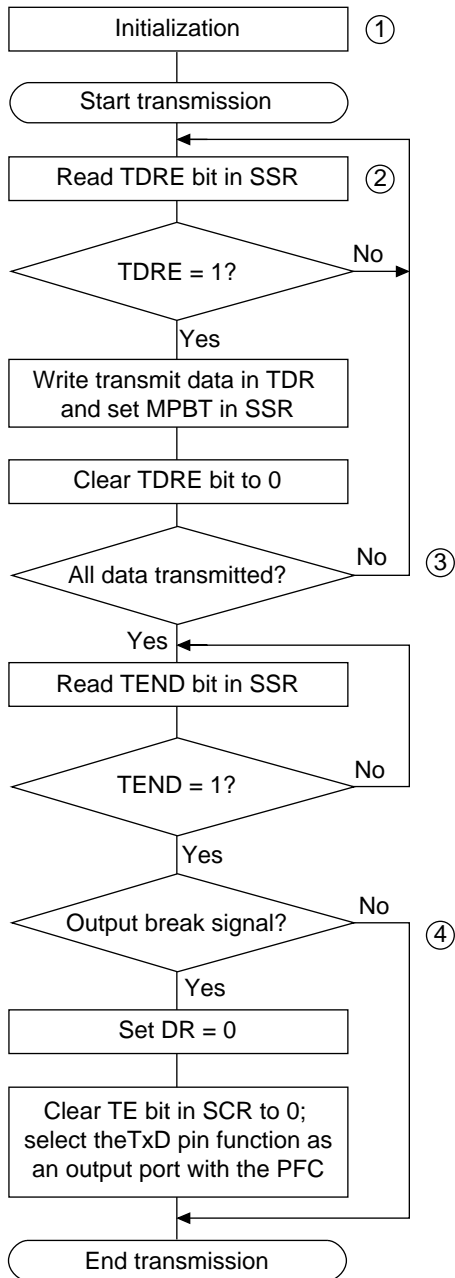 Initialization
①
Start transmission
Read TDRE bit in SSR
②
TDRE = 1?
No
Yes
Write transmit data in TDR
and set MPBT in SSR
Clear TDRE bit to 0
All data transmitted?
No
③
Yes
Read TEND bit in SSR
TEND = 1?
No
Yes
Output break signal?
No
④
Yes
Set DR = 0
Clear TE bit in SCR to 0;
select theTxD pin function as
an output port with the PFC
End transmission